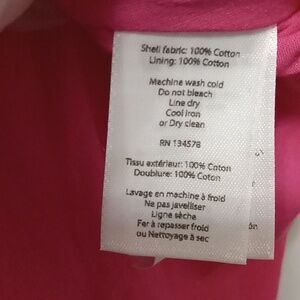 Shell fabric: 100% Cotton
Lining: 100% Cotton
Machine wash cold
Do not bleach
Line dry
Cool iron
or Dry clean
RN 134578
Tissu extérieur: 100% Coton
Doublure: 100% Coton
Lavage en machine à froid
Ne pas javelliser
Ligne sèche
Fer à repasser froid
ou Nettoyage à sec